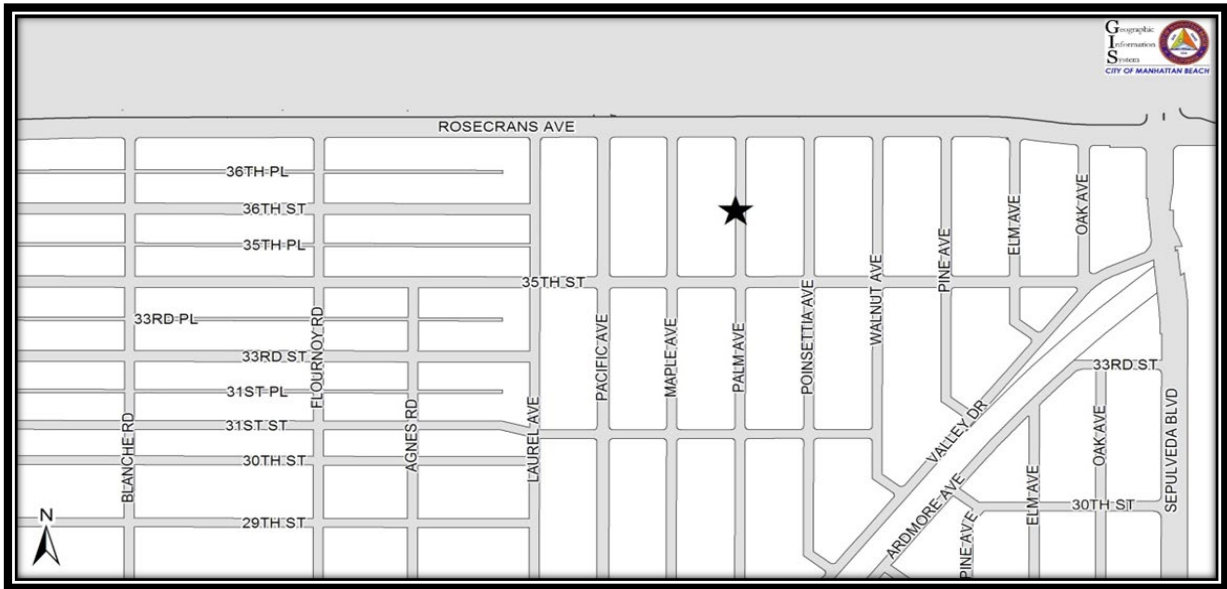 Geographic
Information
System
CITY OF MANHATTAN BEACH
ROSECRANS AVE
36TH PL
36TH ST
35TH PL
35TH ST
33RD PL
33RD ST
31ST PL
31ST ST
30TH ST
29TH ST
BLANCHE RD
FLOURNOY RD
AGNES RD
LAUREL AVE
PACIFIC AVE
MAPLE AVE
PALM AVE
POINSETTIA AVE
WALNUT AVE
PINE AVE
ELM AVE
OAK AVE
VALLEY DR
ARDMORE AVE
33RD ST
30TH ST
PINE AVE
ELM AVE
OAK AVE
SEPULVEDA BLVD
N